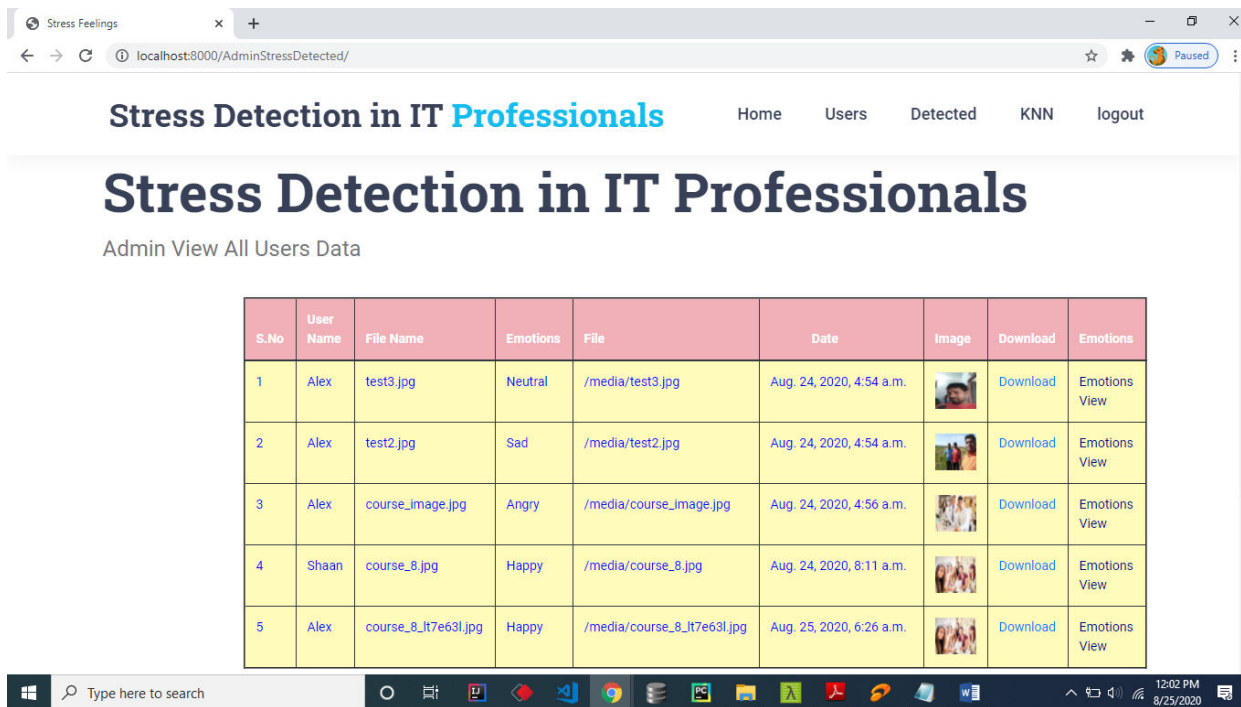 Stress Feelings
localhost:8000/AdminStressDetected/
Paused
Stress Detection in IT Professionals Home Users Detected KNN logout
Stress Detection in IT Professionals
Admin View All Users Data
S.No User Name File Name Emotions File Date Image Download Emotions
1 Alex test3.jpg Neutral /media/test3.jpg Aug. 24, 2020, 4:54 a.m. Download Emotions View
2 Alex test2.jpg Sad /media/test2.jpg Aug. 24, 2020, 4:54 a.m. Download Emotions View
3 Alex course_image.jpg Angry /media/course_image.jpg Aug. 24, 2020, 4:56 a.m. Download Emotions View
4 Shaan course_8.jpg Happy /media/course_8.jpg Aug. 24, 2020, 8:11 a.m. Download Emotions View
5 Alex course_8_lt7e63l.jpg Happy /media/course_8_lt7e63l.jpg Aug. 25, 2020, 6:26 a.m. Download Emotions View
Type here to search
12:02 PM
8/25/2020